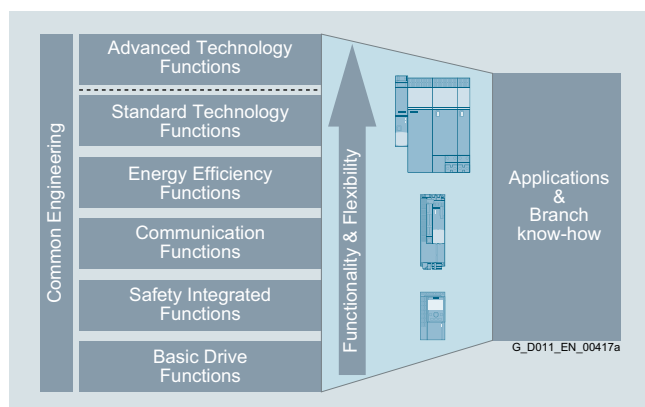 Common Engineering
Advanced Technology
Functions
Standard Technology
Functions
Energy Efficiency
Functions
Communication
Functions
Safety Integrated
Functions
Basic Drive
Functions
Functionality & Flexibility
Applications
&
Branch
know-how
G_D011_EN_00417a